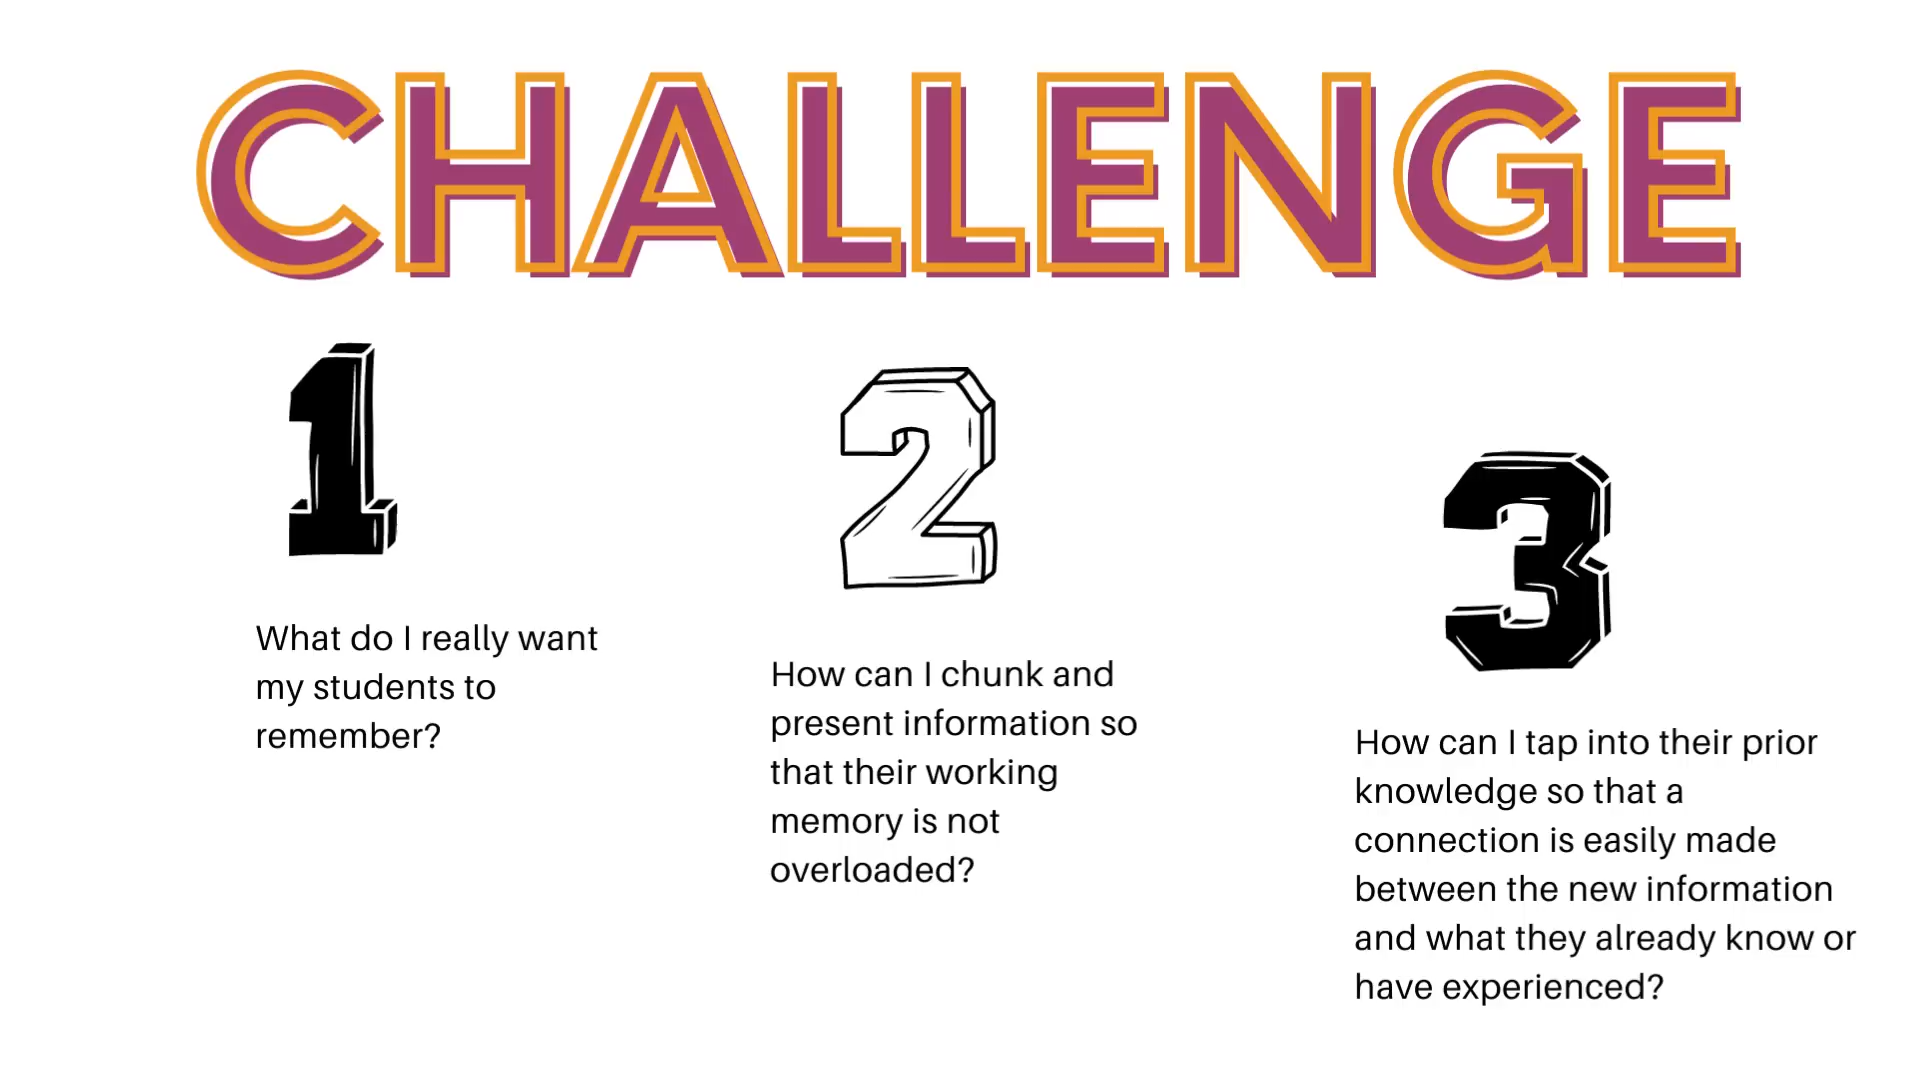 CHALLENGE
1
What do I really want
my students to
remember?
2
How can I chunk and
present information so
that their working
memory is not
overloaded?
3
How can I tap into their prior
knowledge so that a
connection is easily made
between the new information
and what they already know or
have experienced?